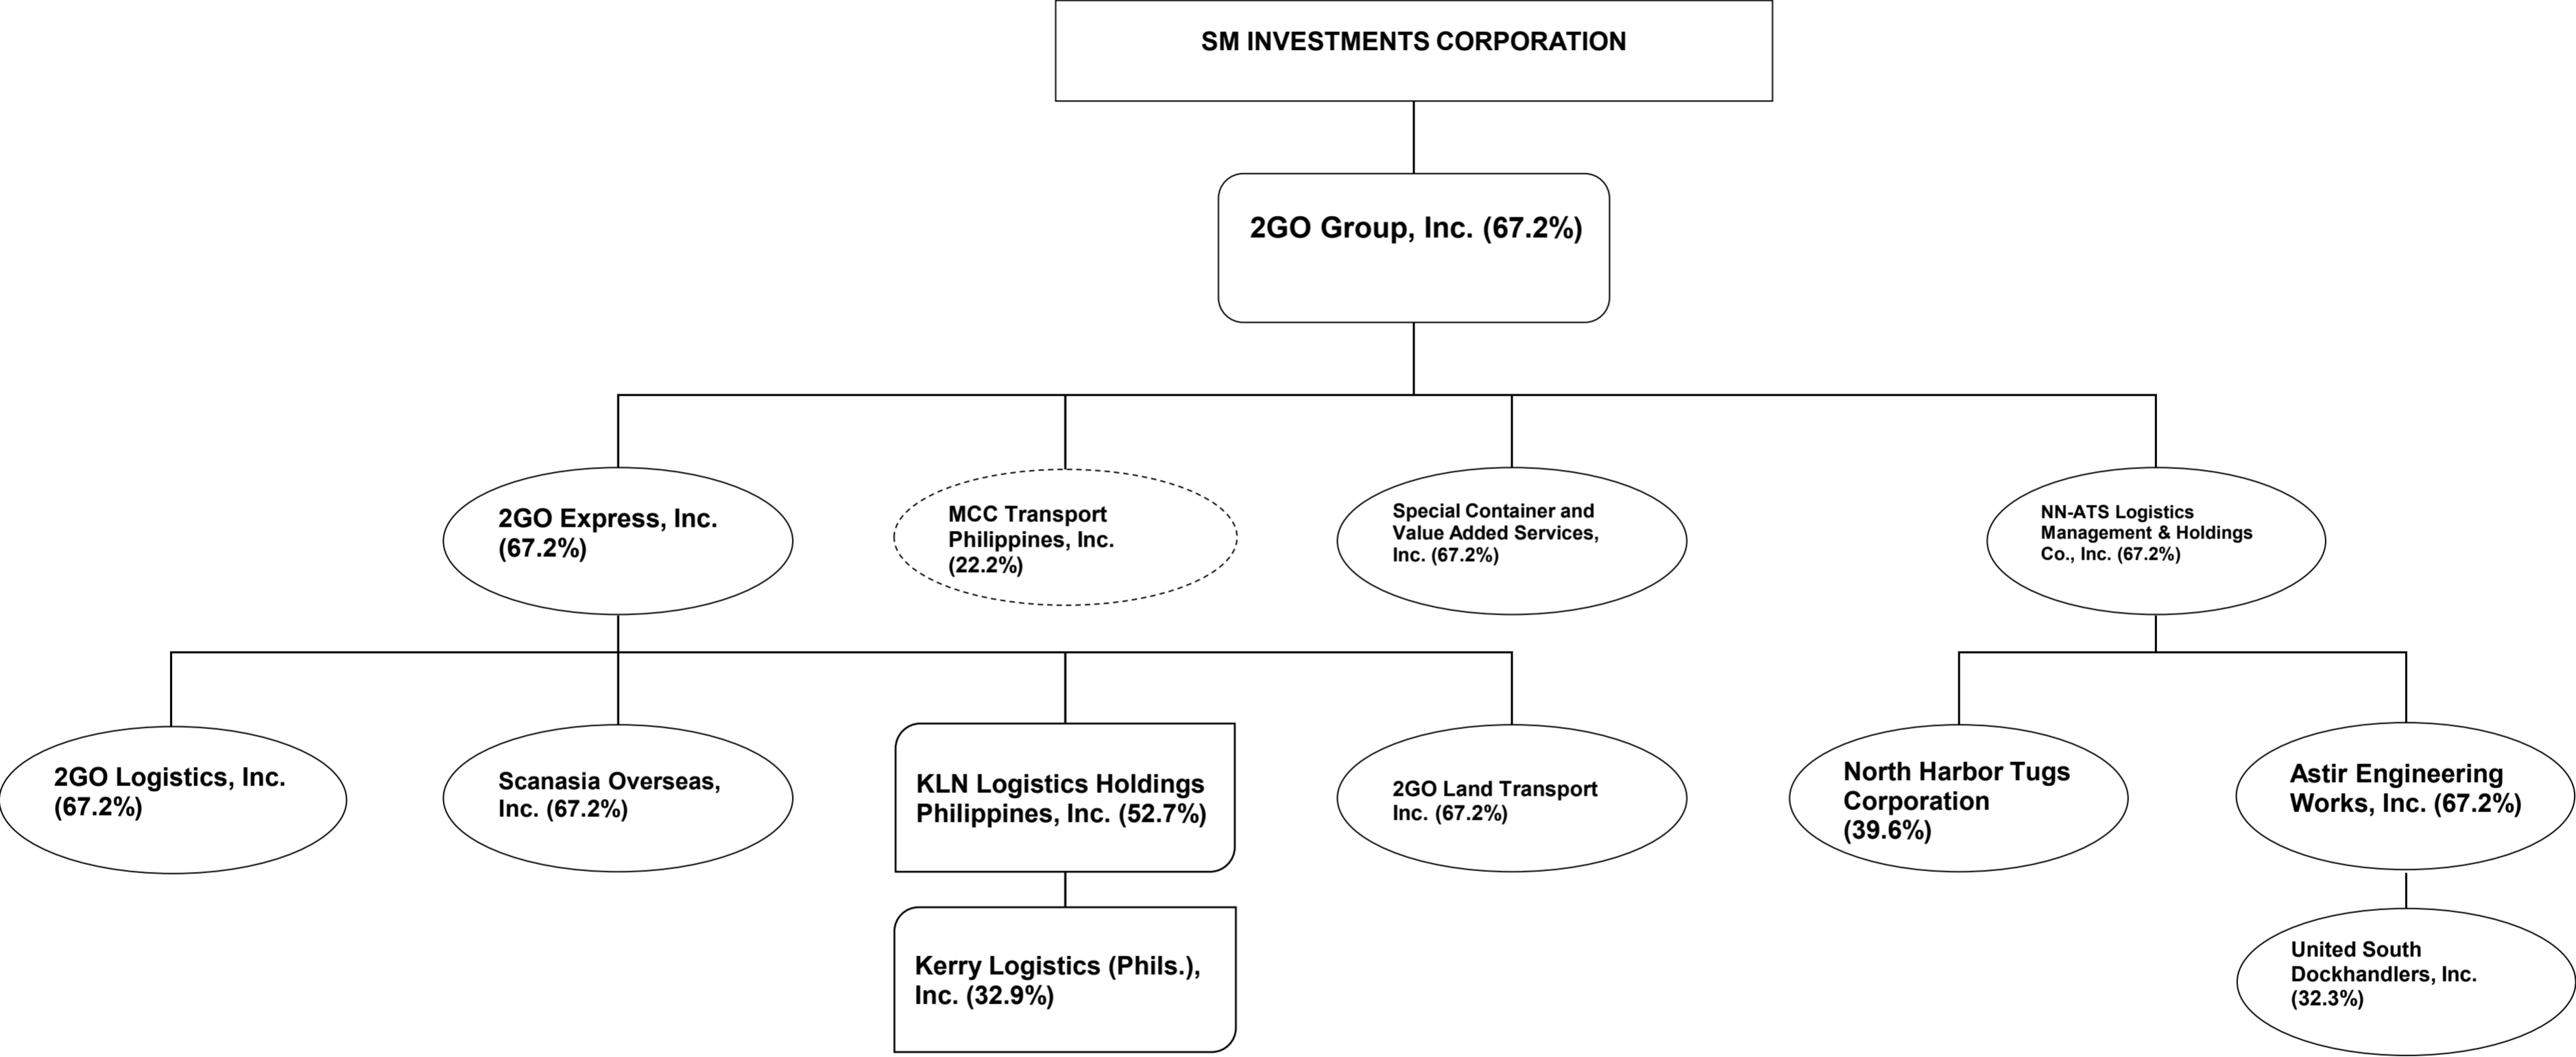 SM INVESTMENTS CORPORATION
2GO Group, Inc. (67.2%)
2GO Express, Inc.
(67.2%)
MCC Transport
Philippines, Inc.
(22.2%)
Special Container and
Value Added Services,
Inc. (67.2%)
NN-ATS Logistics
Management & Holdings
Co., Inc. (67.2%)
2GO Logistics, Inc.
(67.2%)
Scanasia Overseas,
Inc. (67.2%)
KLN Logistics Holdings
Philippines, Inc. (52.7%)
2GO Land Transport
Inc. (67.2%)
North Harbor Tugs
Corporation
(39.6%)
Astir Engineering
Works, Inc. (67.2%)
Kerry Logistics (Phils.),
Inc. (32.9%)
United South
Dockhandlers, Inc.
(32.3%)